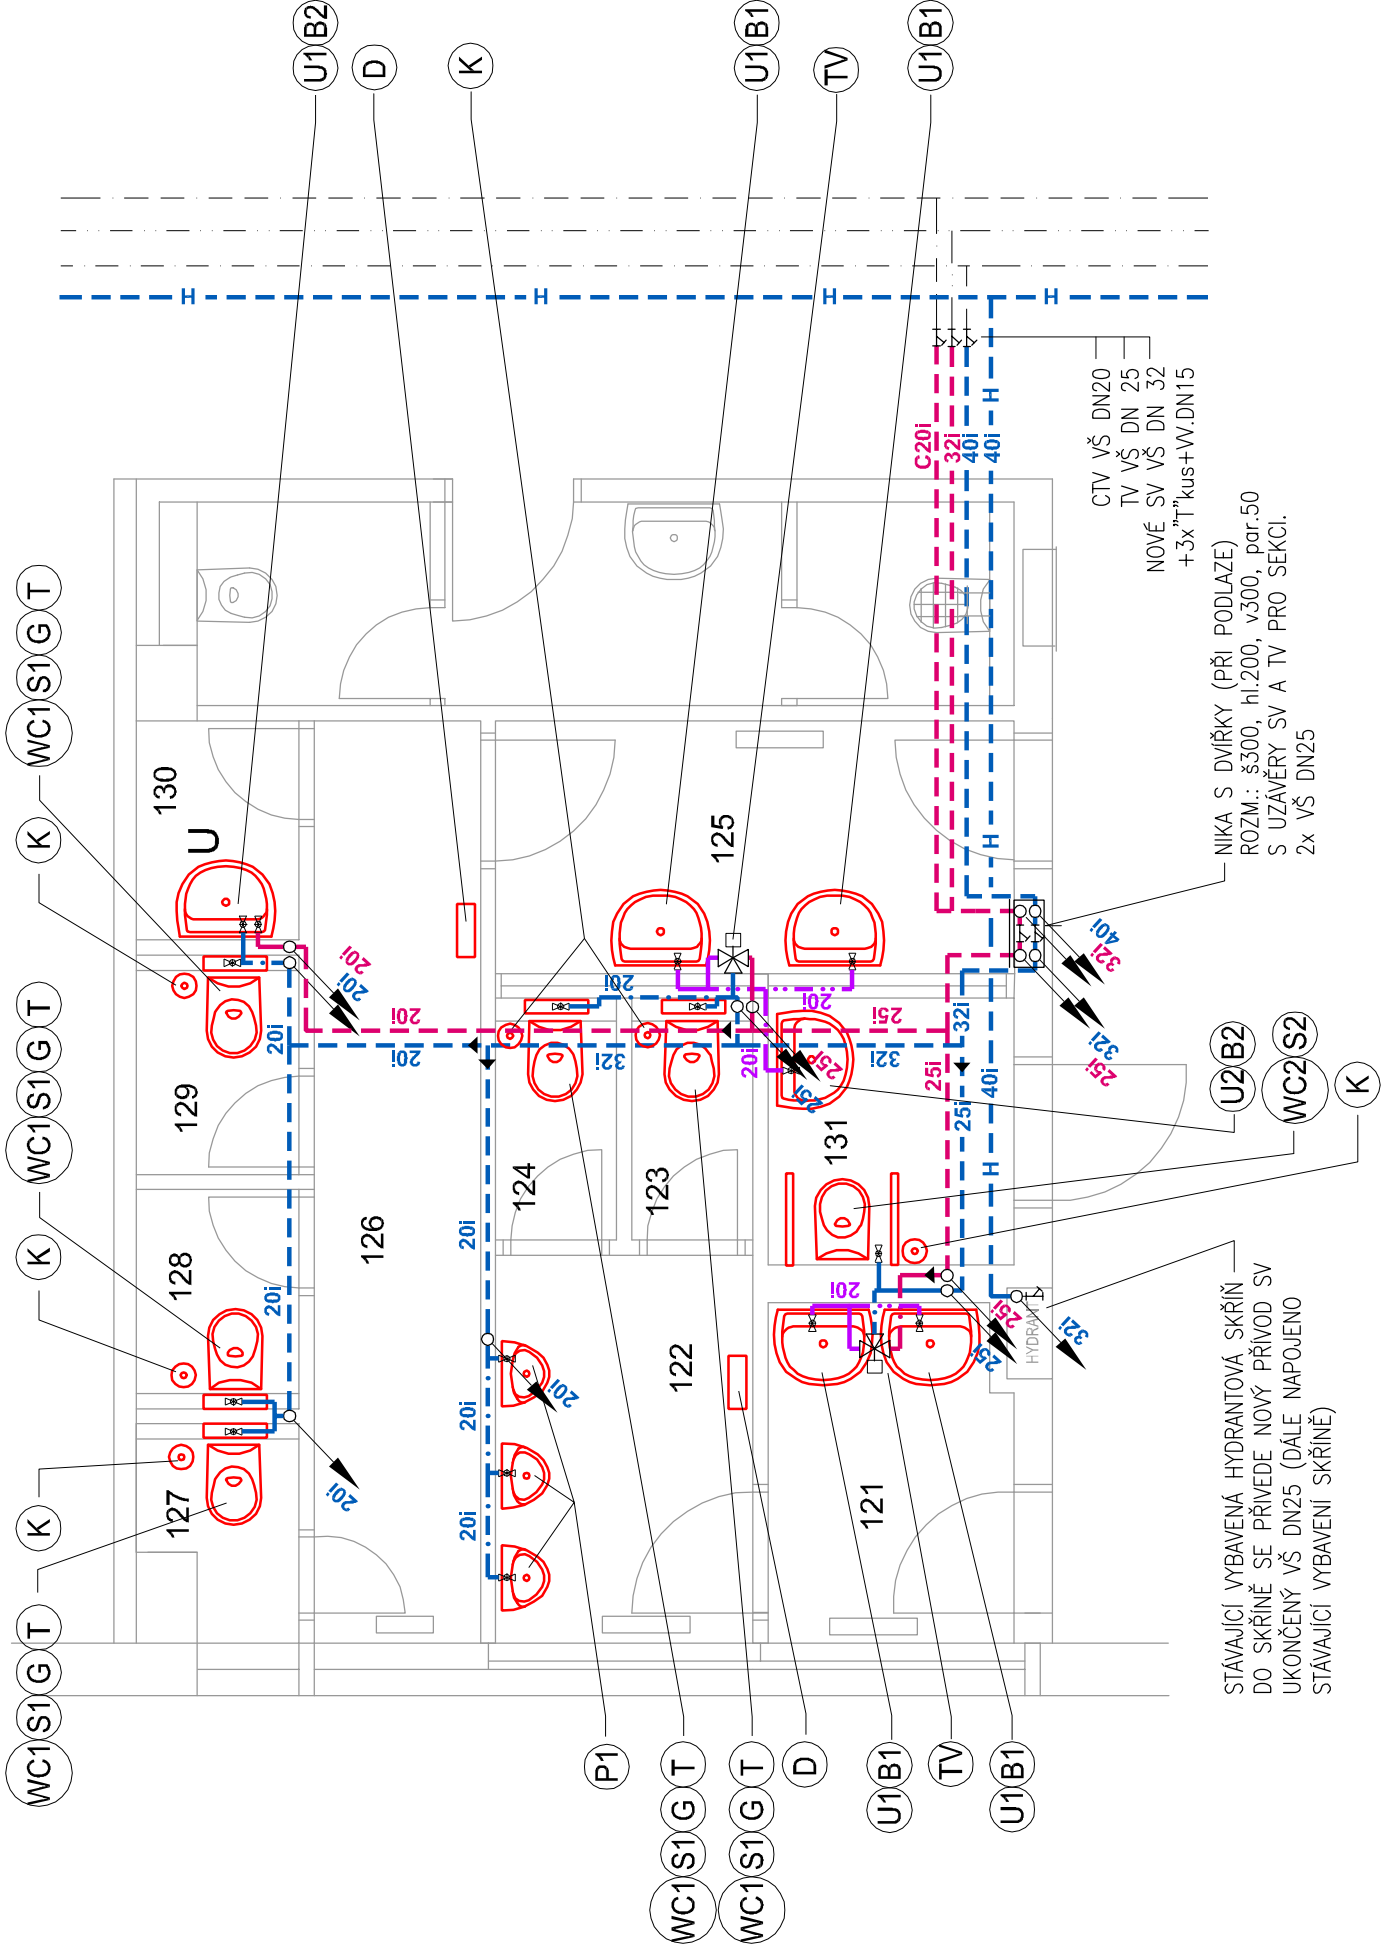 WC1 S1 G T
K
WC1 S1 G T
K
WC1 S1 G T
K
U1 B2
D
K
U1 B1
TV
U1 B1
127
128
129
130
U
126
124
123
125
122
131
121
20i
20i
20i
20i
20i
20i
20i
20i
20i
20i
20i
20i
20i
20i
32i
25i
25i
20i
20i
25i
32i
32i
25i
25i
40i
20i
25i
25i
32i
C20i
32i
40i
40i
40i
32i
32i
25i
H
H
H
H
H
H
H
HYDRANT
CTV VŠ DN20
TV VŠ DN 25
NOVÉ SV VŠ DN 32
+3x"T"kus+VV.DN15
NIKA S DVÍŘKY (PŘI PODLAZE)
ROZM.: š300, hl.200, v300, par.50
S UZÁVĚRY SV A TV PRO SEKCI.
2x VŠ DN25
U2 B2
WC2 S2
K
STÁVAJÍCÍ VYBAVENÁ HYDRANTOVÁ SKŘÍŇ
DO SKŘÍNĚ SE PŘIVEDE NOVÝ PŘÍVOD SV
UKONČENÝ VŠ DN25 (DÁLE NAPOJENO
STÁVAJÍCÍ VYBAVENÍ SKŘÍNĚ)
P1
WC1 S1 G T
WC1 S1 G T
D
U1 B1
TV
U1 B1